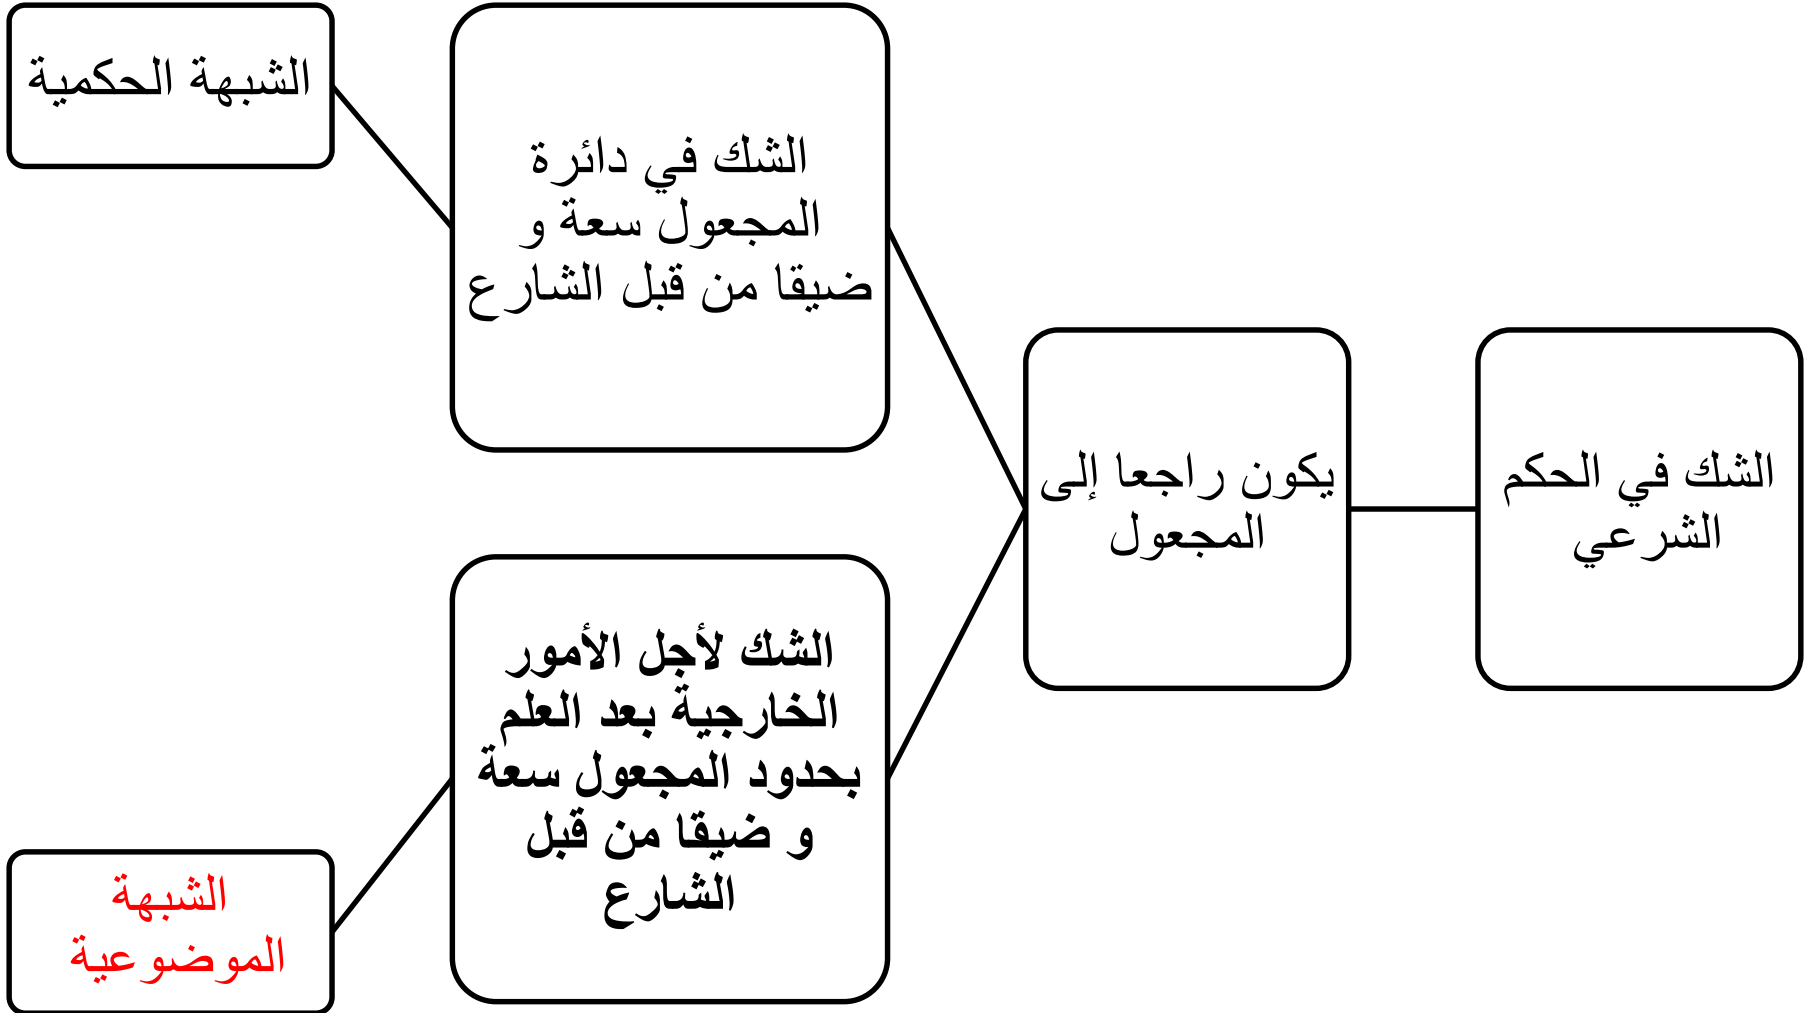 الشك في الحكم
الشرعي
يكون راجعا إلى
المجعول
الشك في دائرة
المجعول سعة و
ضيقا من قبل الشارع
الشبهة الحكمية
الشك لأجل الأمور
الخارجية بعد العلم
بحدود المجعول سعة
و ضيقا من قبل
الشارع
الشبهة
الموضوعية